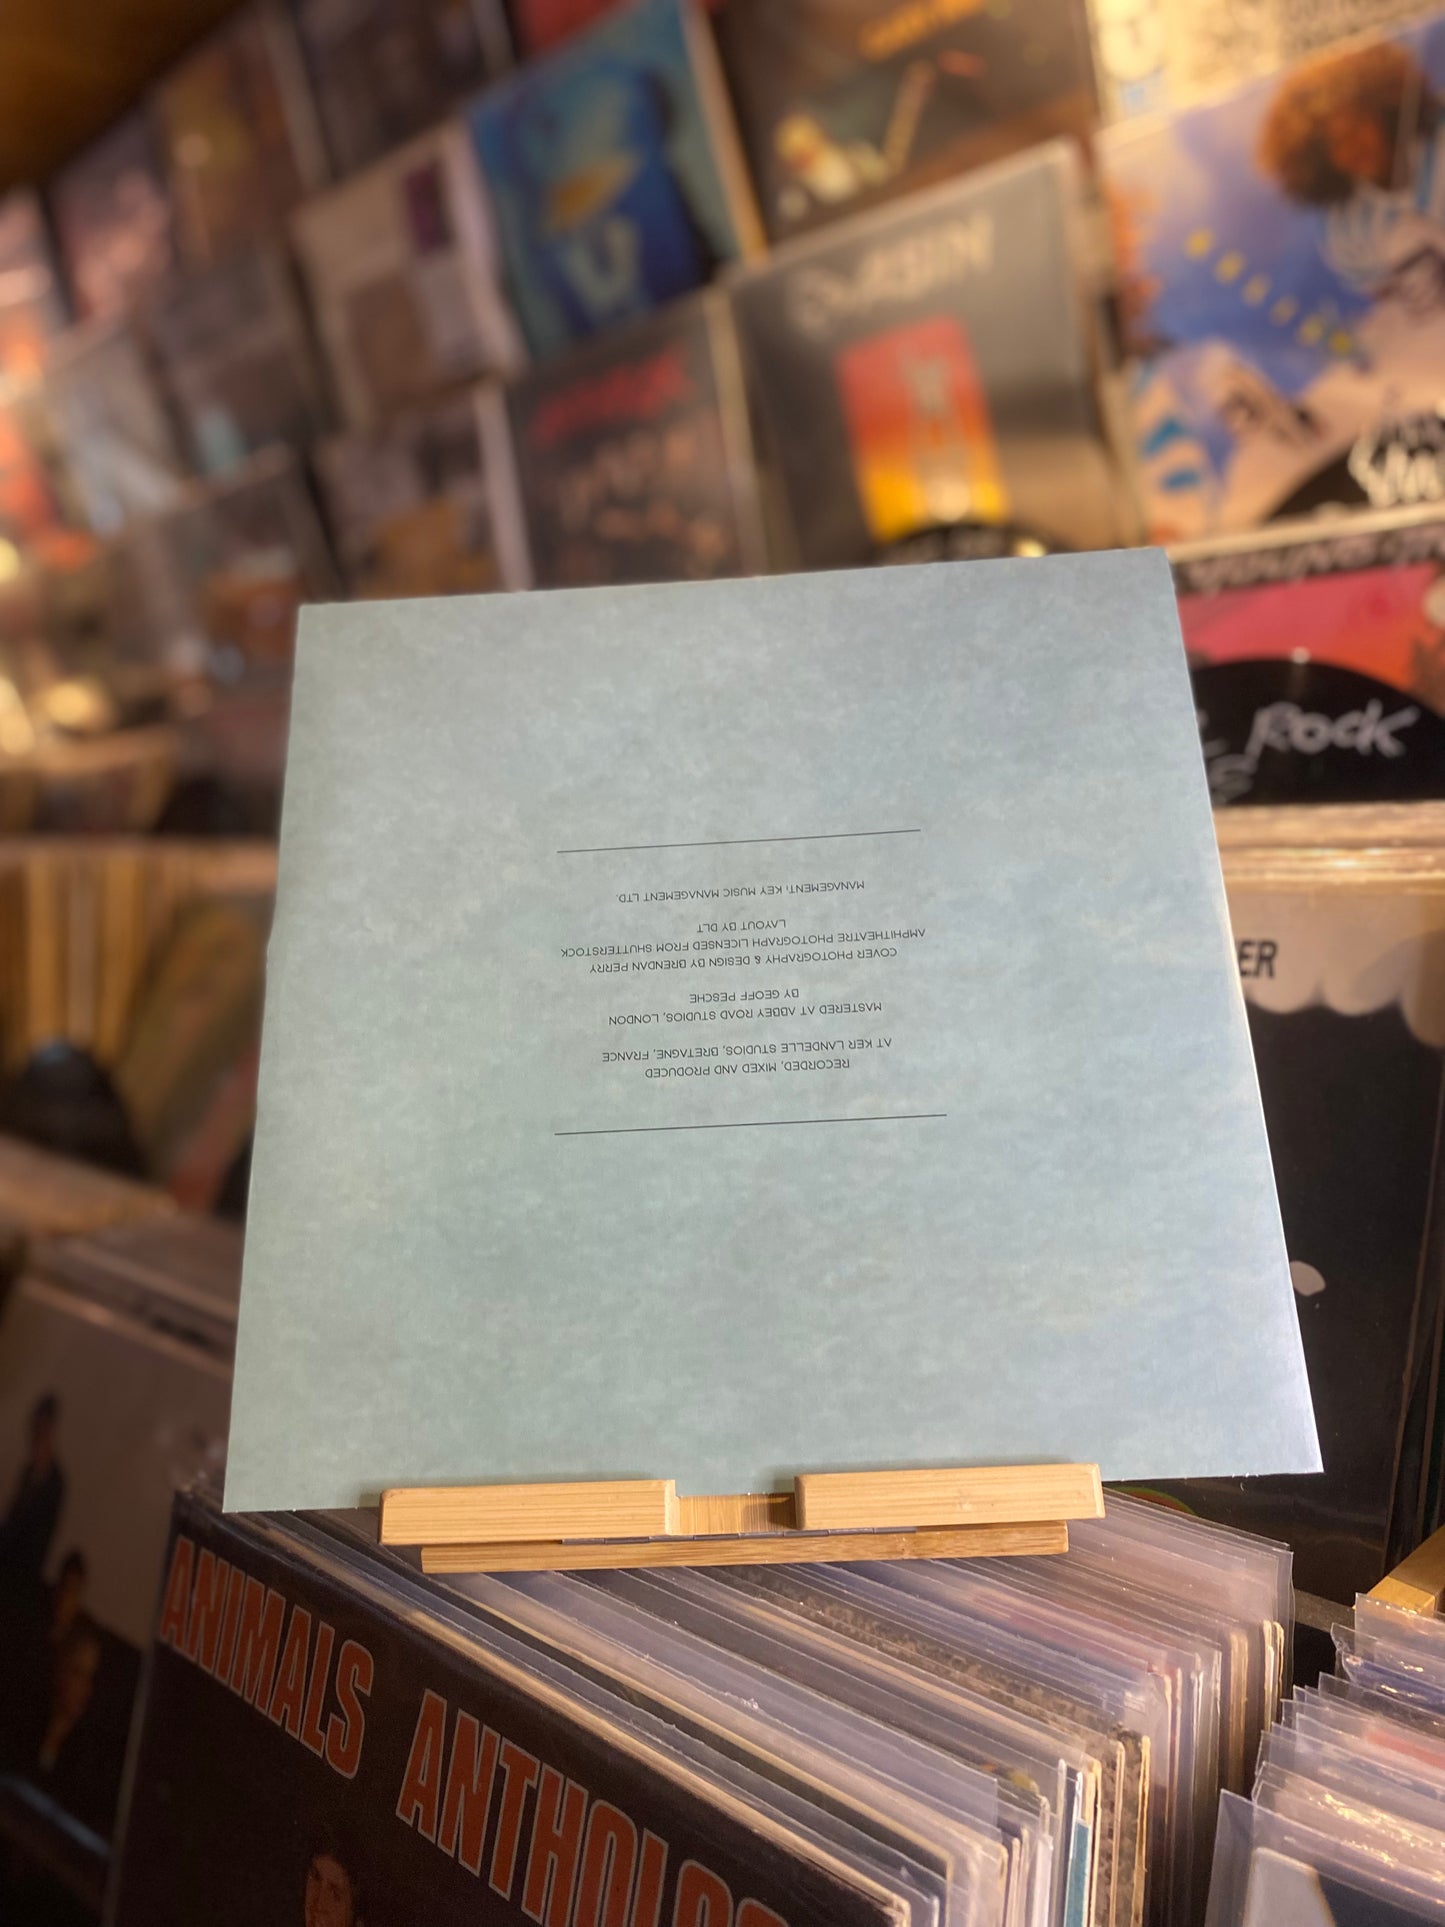 RECORDED, MIXED AND PRODUCED
AT KER LANDELLE STUDIOS, BRETAGNE, FRANCE
MASTERED AT ABBEY ROAD STUDIOS, LONDON
BY GEOFF PESCHE
COVER PHOTOGRAPHY & DESIGN BY BRENDAN PERRY
AMPHITHEATRE PHOTOGRAPH LICENSED FROM SHUTTERSTOCK
LAYOUT BY DLT
MANAGEMENT: KEY MUSIC MANAGEMENT LTD.
ROCK
ER
ANIMALS ANTHOLOG